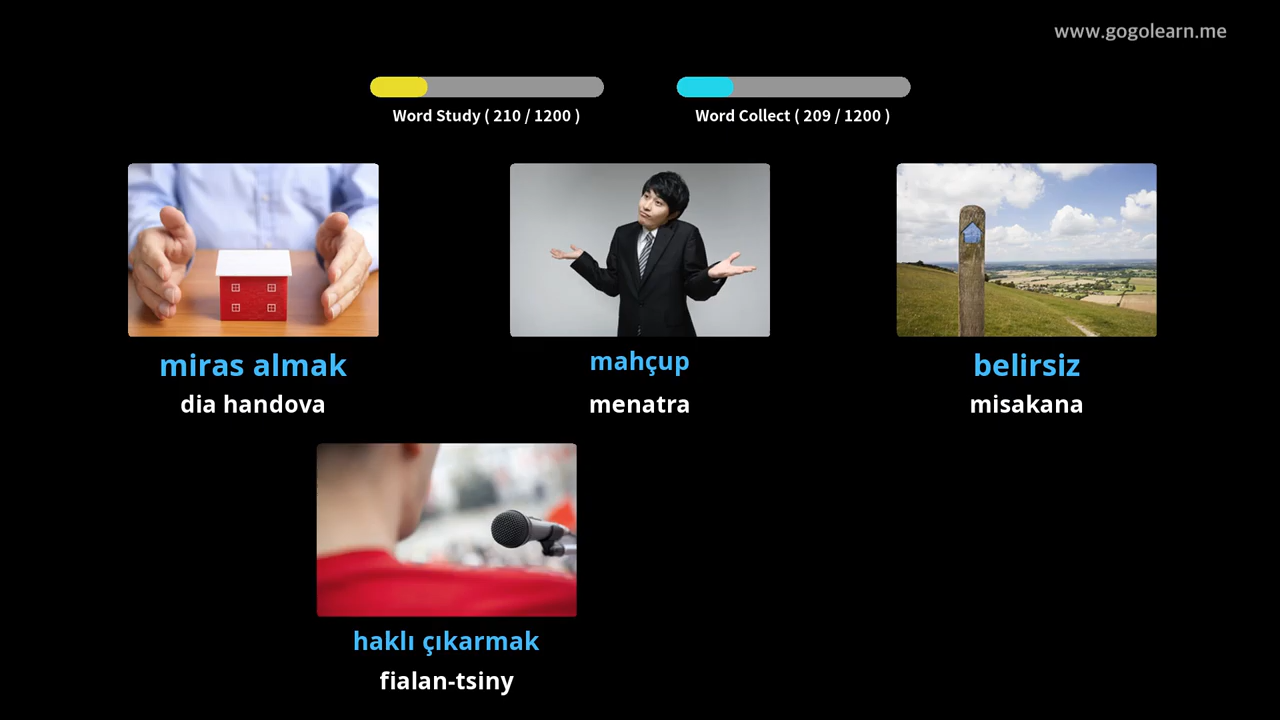 www.gogolearn.me
Word Study ( 210 / 1200 )
Word Collect ( 209 / 1200 )
miras almak
dia handova
mahçup
menatra
belirsiz
misakana
haklı çıkarmak
fialan-tsiny